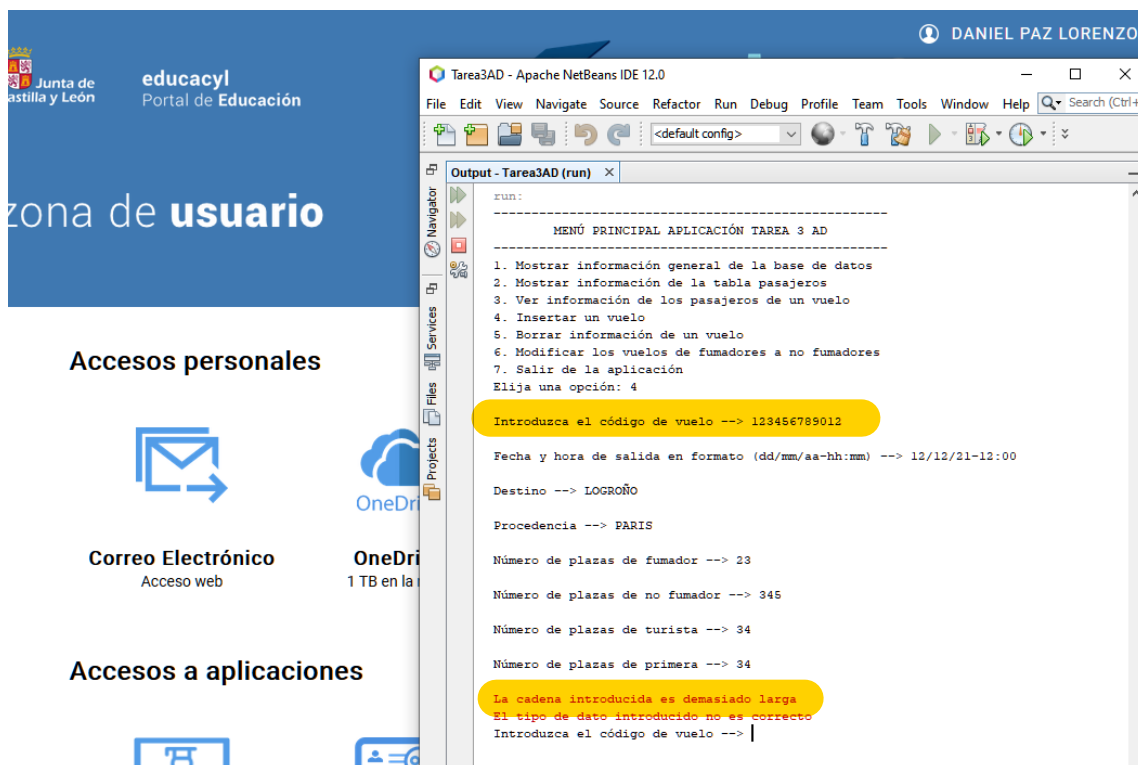 DANIEL PAZ LORENZO
Junta de
astilla y León
educacyl
Portal de Educación
zona de usuario
Accesos personales
Correo Electrónico
Acceso web
OneDri
OneDri
1 TB en la
Accesos a aplicaciones
Tarea3AD - Apache NetBeans IDE 12.0
File Edit View Navigate Source Refactor Run Debug Profile Team Tools Window Help Search (Ctrl+
<default config>
Navigator
Services
Files
Projects
Output - Tarea3AD (run)
run:
----------------------------------------------------
MENÚ PRINCIPAL APLICACIÓN TAREA 3 AD
----------------------------------------------------
1. Mostrar información general de la base de datos
2. Mostrar información de la tabla pasajeros
3. Ver información de los pasajeros de un vuelo
4. Insertar un vuelo
5. Borrar información de un vuelo
6. Modificar los vuelos de fumadores a no fumadores
7. Salir de la aplicación
Elija una opción: 4
Introduzca el código de vuelo --> 123456789012
Fecha y hora de salida en formato (dd/mm/aa-hh:mm) --> 12/12/21-12:00
Destino --> LOGROÑO
Procedencia --> PARIS
Número de plazas de fumador --> 23
Número de plazas de no fumador --> 345
Número de plazas de turista --> 34
Número de plazas de primera --> 34
La cadena introducida es demasiado larga
El tipo de dato introducido no es correcto
Introduzca el código de vuelo -->